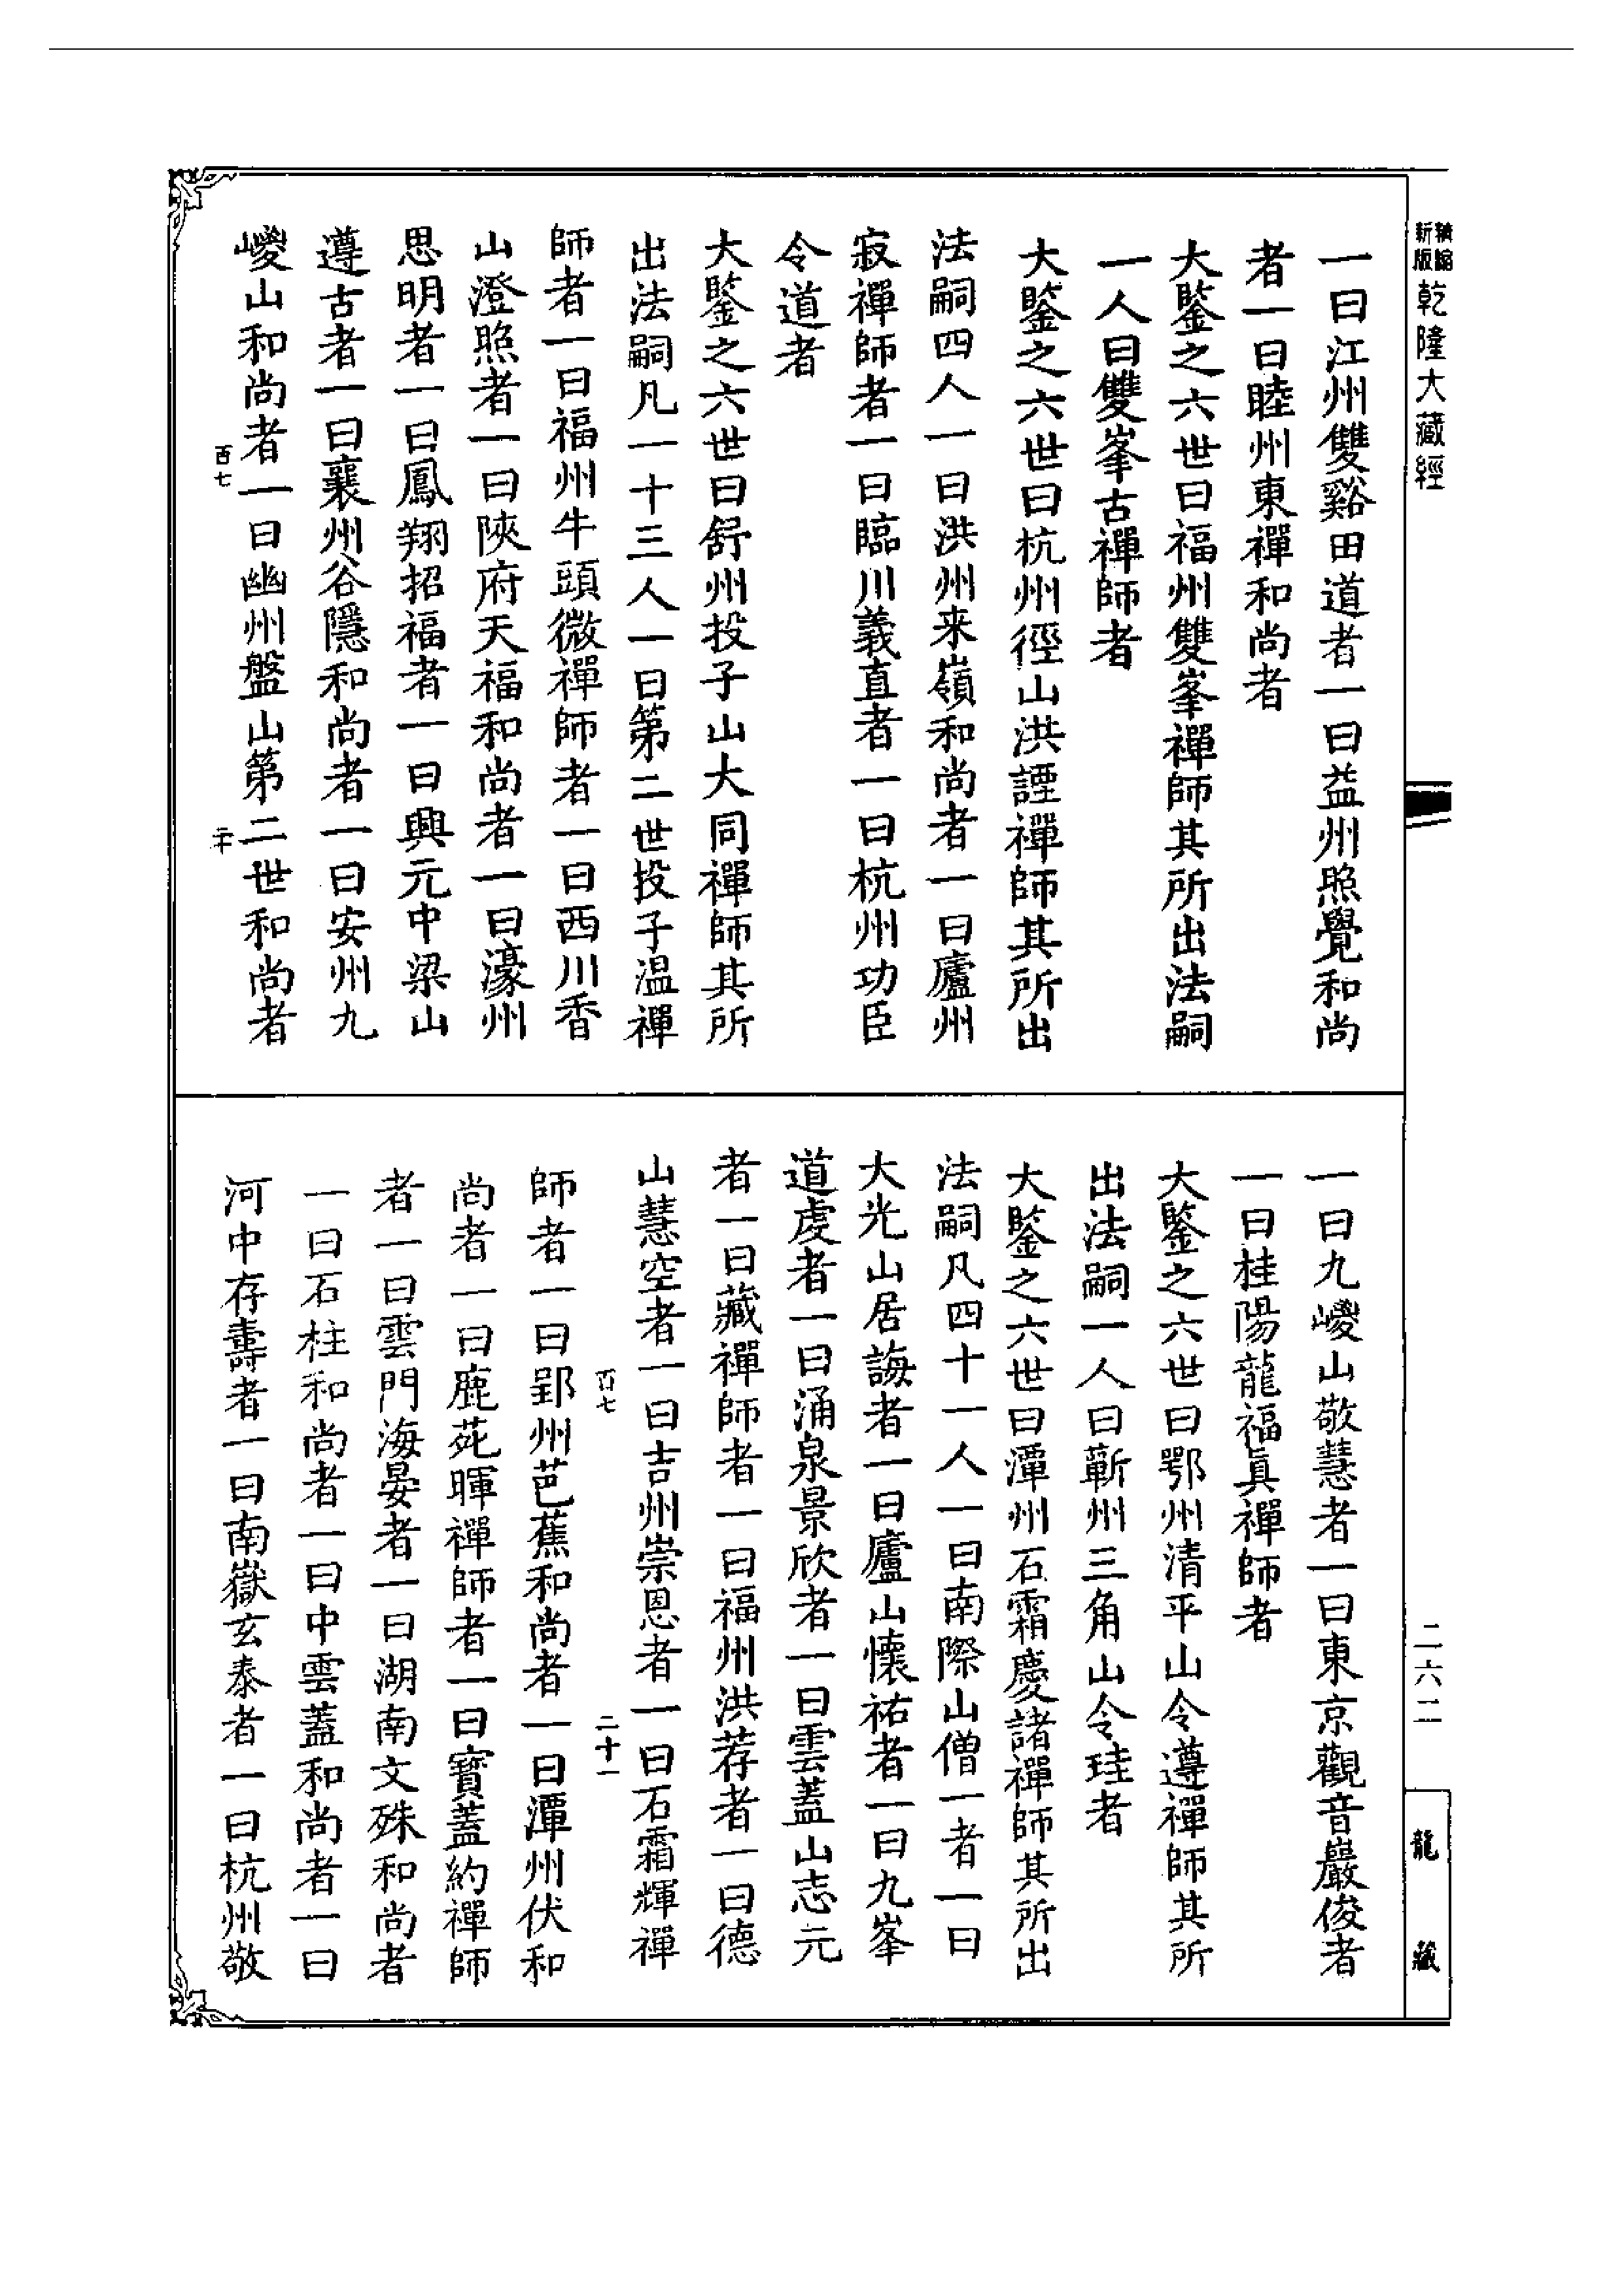 精縮新版乾隆大藏經
一曰江州雙谿田道者一曰益州照覺和尚
者一曰睦州東禪和尚者
大鑒之六世曰福州雙峯禪師其所出法嗣
一人曰雙峯古禪師者
大鑒之六世曰杭州徑山洪諲禪師其所出
法嗣四人一曰洪州来嶺和尚者一曰廬州
寂禪師者一曰臨川義直者一曰杭州功臣
令道者
大鑒之六世曰舒州投子山大同禪師其所
出法嗣凡一十三人一曰第二世投子温禪
師者一曰福州牛頭微禪師者一曰西川香
山澄照者一曰陝府天福和尚者一曰濠州
思明者一曰鳳翔招福者一曰興元中梁山
遵古者一曰襄州谷隱和尚者一曰安州九
嵕山和尚者一曰幽州盤山第二世和尚者
百七
二十
一曰九嵕山敬慧者一曰東京觀音巖俊者
一曰桂陽龍福眞禪師者
大鑒之六世曰鄂州清平山令遵禪師其所
出法嗣一人曰蘄州三角山令珪者
大鑒之六世曰潭州石霜慶諸禪師其所出
法嗣凡四十一人一曰南際山僧一者一曰
大光山居誨者一曰廬山懷祐者一曰九峯
道虔者一曰涌泉景欣者一曰雲蓋山志元
者一曰藏禪師者一曰福州洪荐者一曰德
山慧空者一曰吉州崇恩者一曰石霜輝禪
百七
二十一
師者一曰郢州芭蕉和尚者一曰潭州伏和
尚者一曰鹿苑暉禪師者一曰寳蓋約禪師
者一曰雲門海晏者一曰湖南文殊和尚者
一曰石柱和尚者一曰中雲蓋和尚者一曰
河中存壽者一曰南嶽玄泰者一曰杭州敬
二六二
龍藏